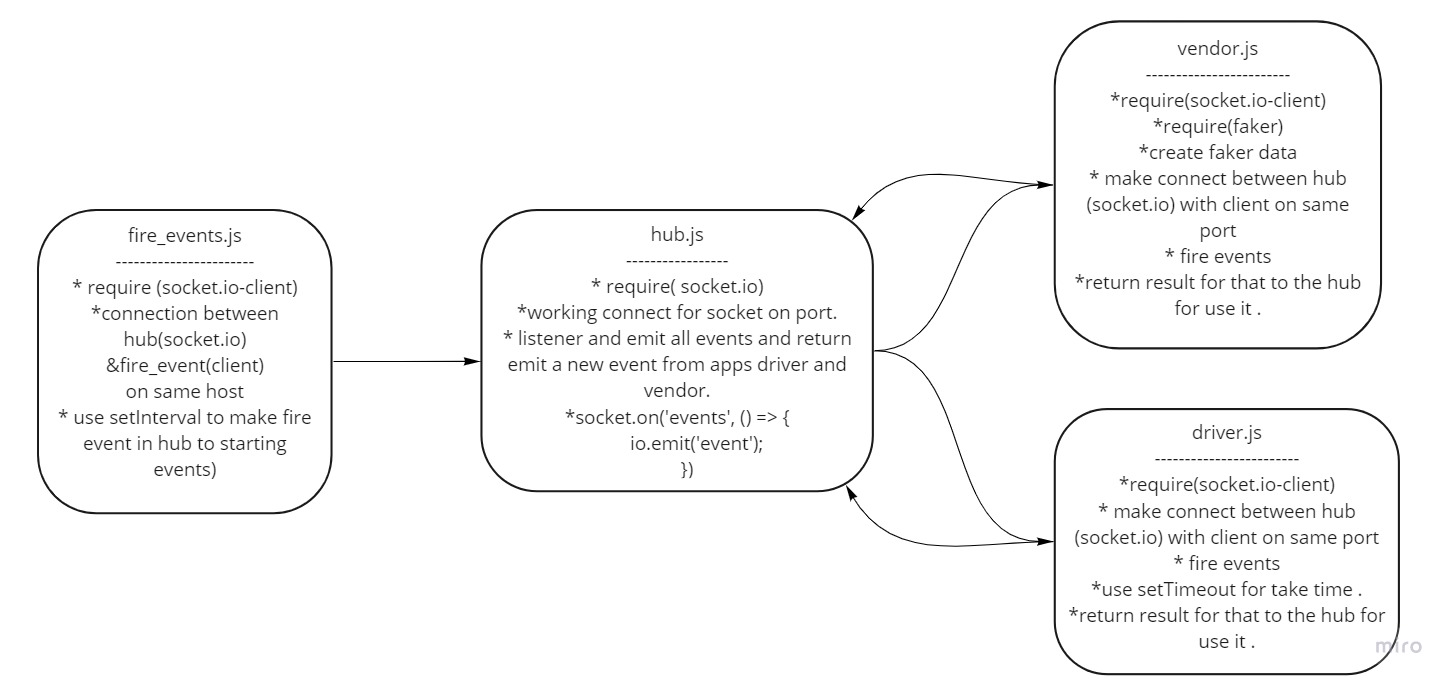 fire_events.js
-----------------------
* require (socket.io-client)
*connection between
hub(socket.io)
&fire_event(client)
on same host
* use setInterval to make fire
event in hub to starting
events)
hub.js
-----------------
* require( socket.io)
*working connect for socket on port.
* listener and emit all events and return
emit a new event from apps driver and
vendor.
*socket.on('events', () => {
io.emit('event');
})
vendor.js
------------------------
*require(socket.io-client)
*require(faker)
*create faker data
* make connect between hub
(socket.io) with client on same
port
* fire events
*return result for that to the hub
for use it .
driver.js
------------------------
*require(socket.io-client)
* make connect between hub
(socket.io) with client on same port
* fire events
*use setTimeout for take time .
*return result for that to the hub for
use it .
miro